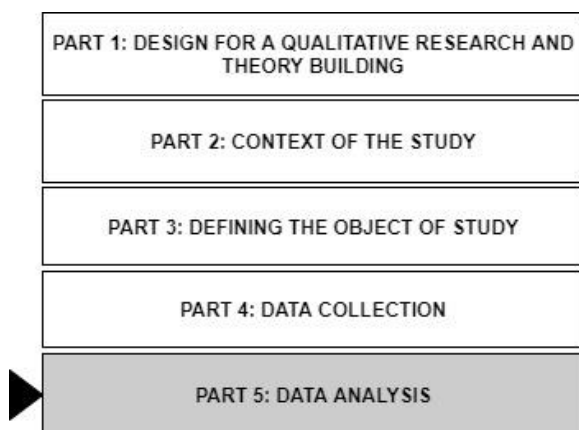 PART 1: DESIGN FOR A QUALITATIVE RESEARCH AND
THEORY BUILDING
PART 2: CONTEXT OF THE STUDY
PART 3: DEFINING THE OBJECT OF STUDY
PART 4: DATA COLLECTION
PART 5: DATA ANALYSIS